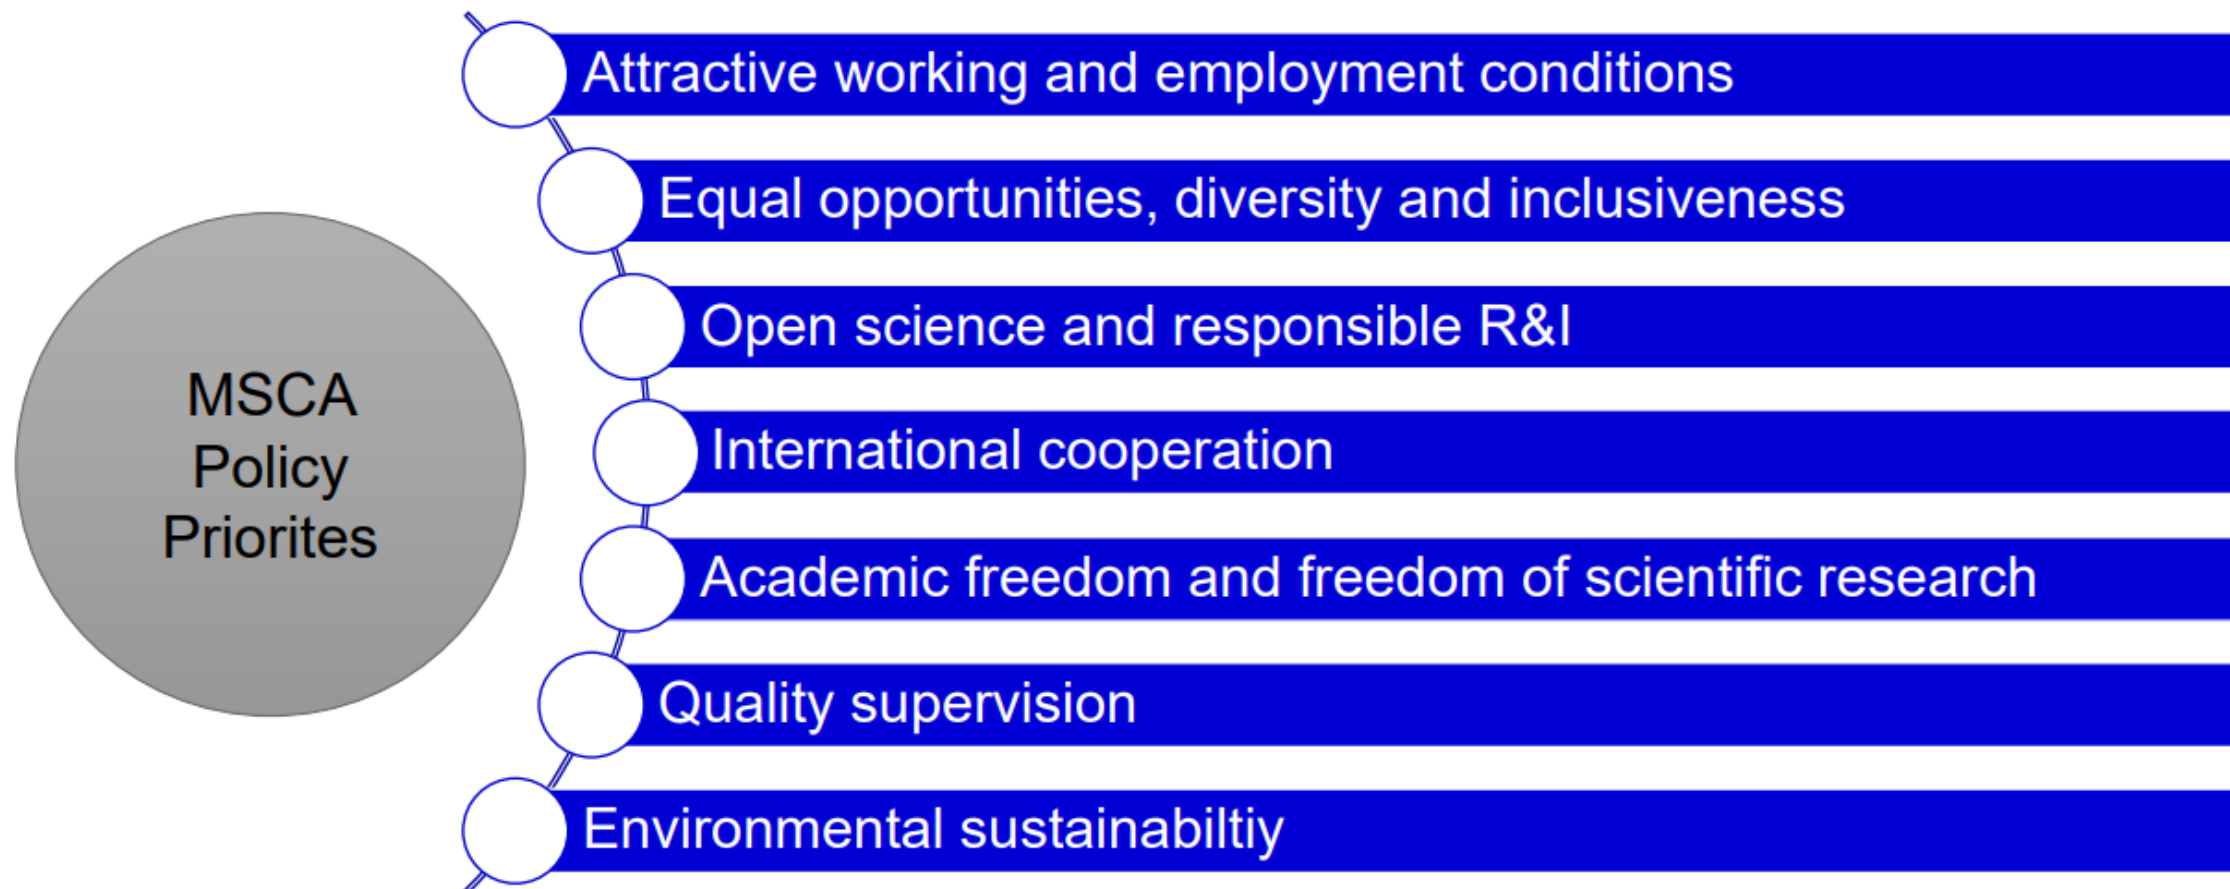 MSCA
Policy
Priorites
Attractive working and employment conditions
Equal opportunities, diversity and inclusiveness
Open science and responsible R&I
International cooperation
Academic freedom and freedom of scientific research
Quality supervision
Environmental sustainabiltiy